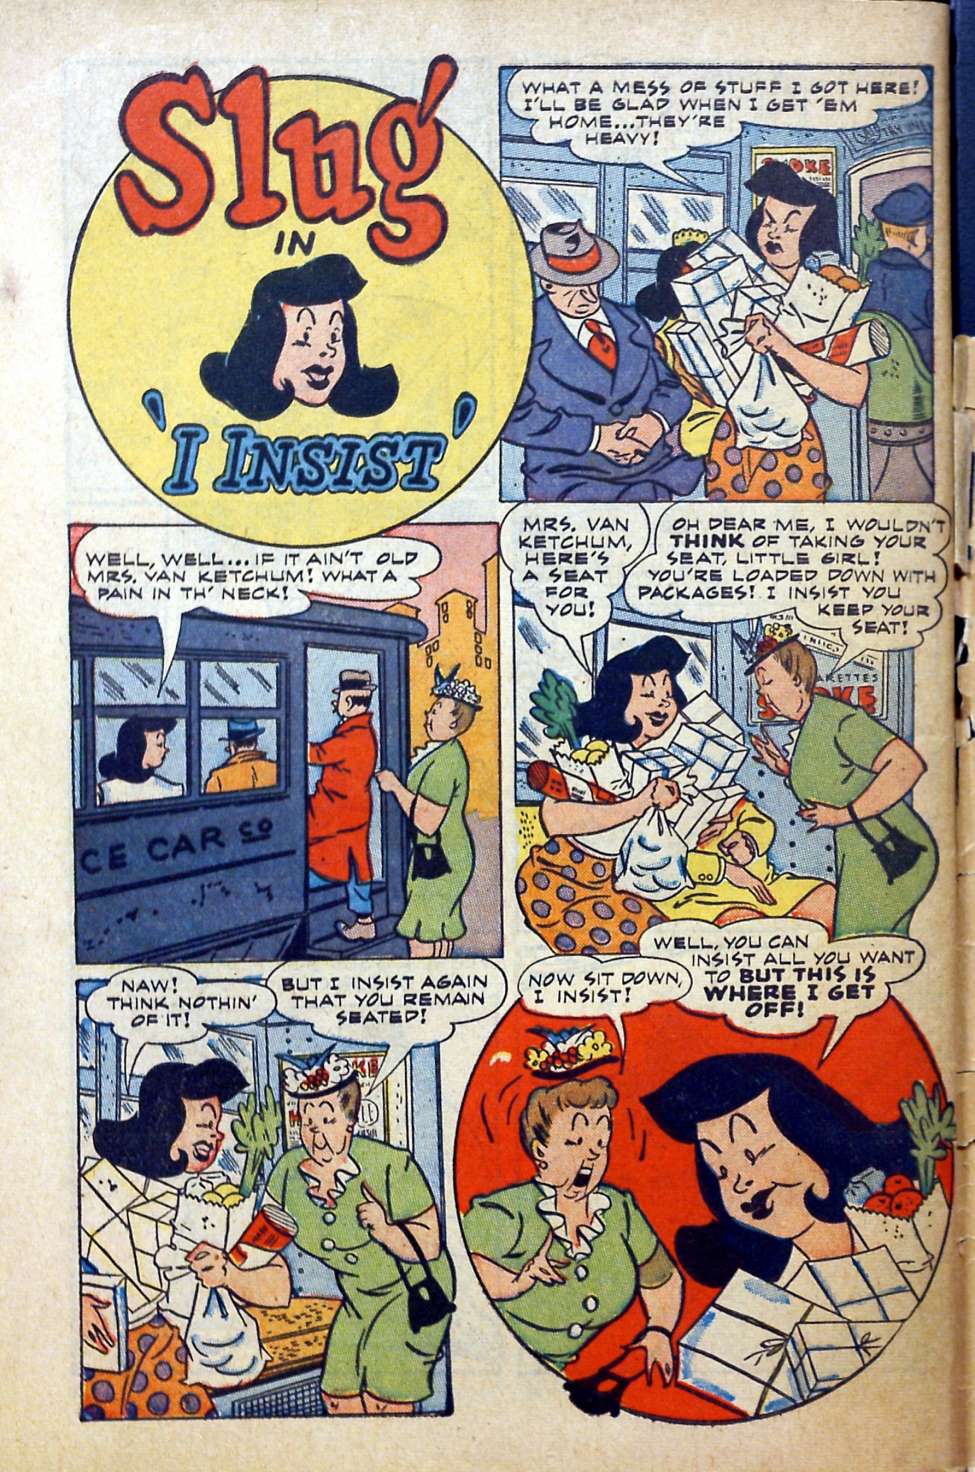 Slug
IN
'I INSIST'
WHAT A MESS OF STUFF I GOT HERE!
I'LL BE GLAD WHEN I GET 'EM
HOME...THEY'RE
HEAVY!
SMOKE
WELL, WELL...IF IT AIN'T OLD
MRS. VAN KETCHUM! WHAT A
PAIN IN TH' NECK!
CE CAR CO
MRS. VAN
KETCHUM,
HERE'S
A SEAT
FOR
YOU!
OH DEAR ME, I WOULDN'T
THINK OF TAKING YOUR
SEAT, LITTLE GIRL!
YOU'RE LOADED DOWN WITH
PACKAGES! I INSIST YOU
KEEP YOUR
SEAT!
ARETTES
SMOKE
NAW!
THINK NOTHIN'
OF IT!
BUT I INSIST AGAIN
THAT YOU REMAIN
SEATED!
NOW SIT DOWN,
I INSIST!
WELL, YOU CAN
INSIST ALL YOU WANT
TO BUT THIS IS
WHERE I GET
OFF!